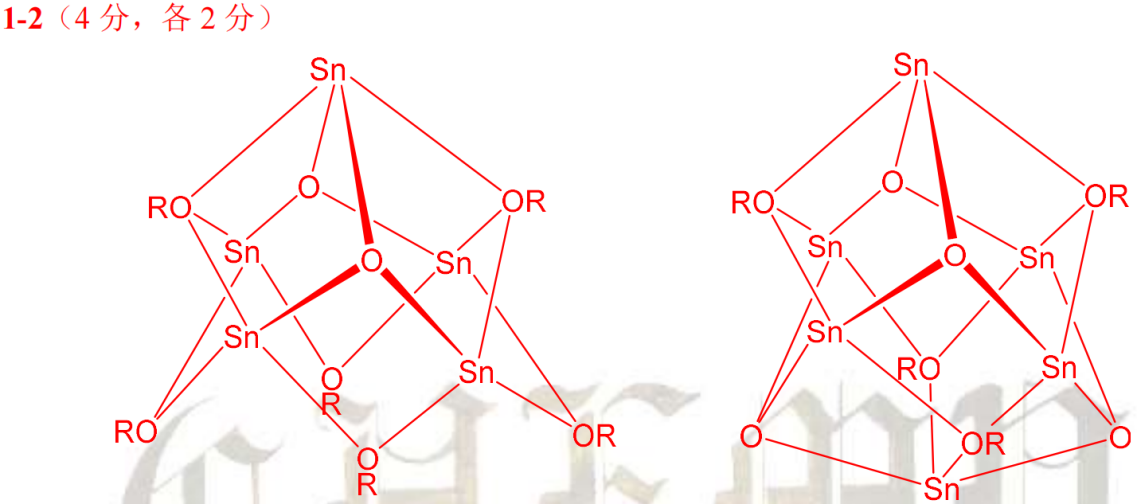 1-2（4 分，各 2 分）
Sn Sn
O O
RO OR RO OR
Sn Sn Sn Sn
O O
Sn Sn
Sn O R Sn RO Sn
RO OR O OR O
O R Sn